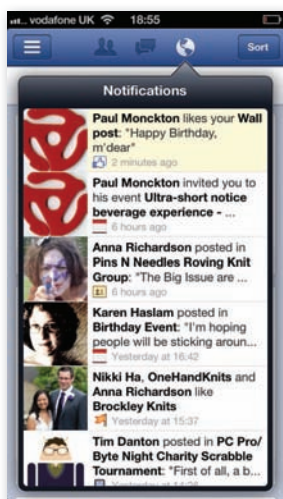 vodafone UK 18:55
Sort
Notifications
Paul Monckton likes your Wall
post: "Happy Birthday,
m'dear"
2 minutes ago
Paul Monckton invited you to
his event Ultra-short notice
beverage experience - ...
6 hours ago
Anna Richardson posted in
Pins N Needles Roving Knit
Group: "The Big Issue are ...
6 hours ago
Karen Haslam posted in
Birthday Event: "I'm hoping
people will be sticking aroun...
Yesterday at 16:42
Nikki Ha, OneHandKnits and
Anna Richardson like
Brockley Knits
Yesterday at 15:37
Tim Danton posted in PC Pro/
Byte Night Charity Scrabble
Tournament: "First of all, a b...
Yesterday at 14:26